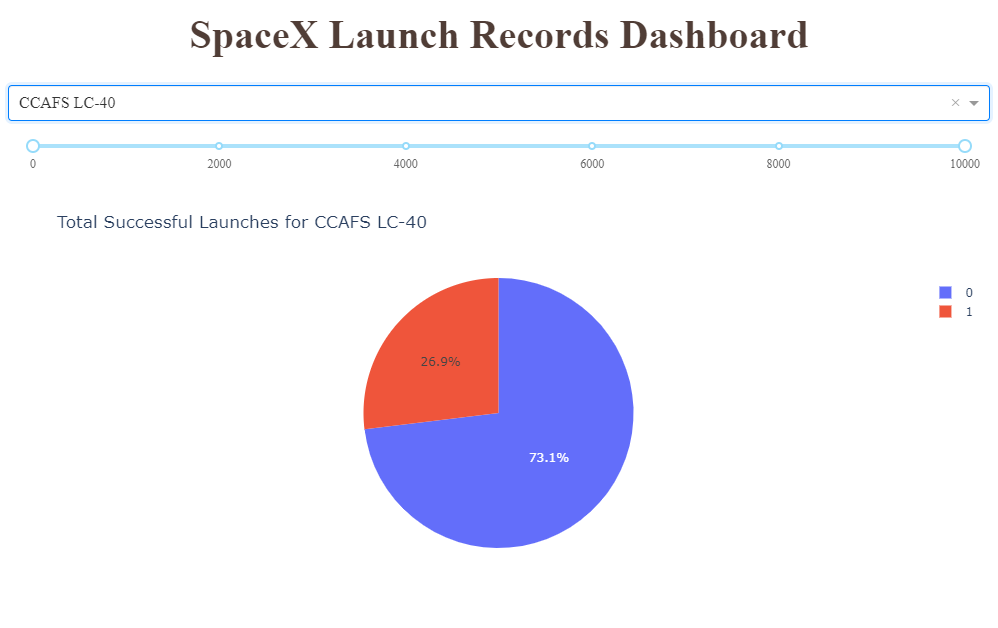 SpaceX Launch Records Dashboard
CCAFS LC-40 ×
0 2000 4000 6000 8000 10000
Total Successful Launches for CCAFS LC-40
0
1
26.9%
73.1%